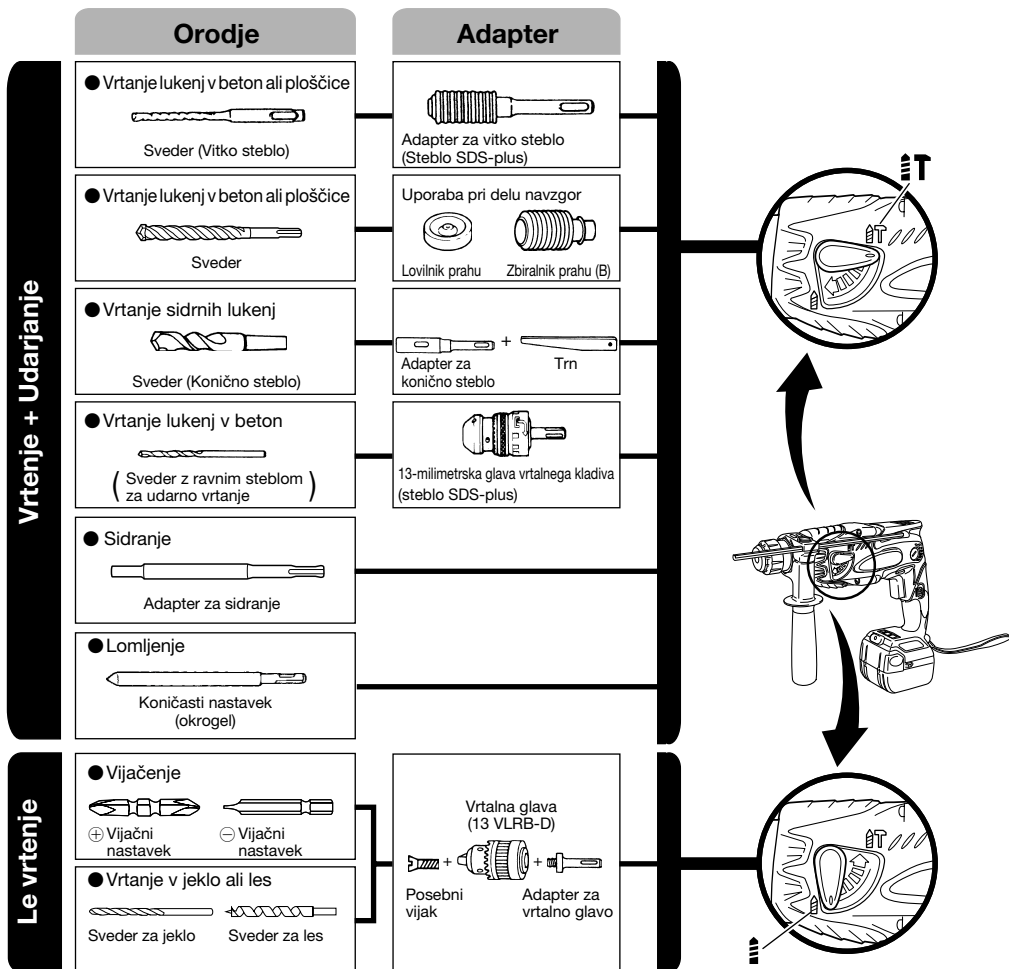 Orodje
Adapter
Vrtenje + Udarjanje
● Vrtanje lukenj v beton ali ploščice
Sveder (Vitko steblo)
Adapter za vitko steblo
(Steblo SDS-plus)
● Vrtanje lukenj v beton ali ploščice
Sveder
Uporaba pri delu navzgor
Lovilnik prahu
Zbiralnik prahu (B)
● Vrtanje sidrnih lukenj
Sveder (Konično steblo)
+
Adapter za
konično steblo
Trn
● Vrtanje lukenj v beton
( Sveder z ravnim steblom
za udarno vrtanje )
13-milimetrska glava vrtalnega kladiva
(steblo SDS-plus)
● Sidranje
Adapter za sidranje
● Lomljenje
Koničasti nastavek
(okrogel)
Le vrtenje
● Vijačenje
⊕ Vijačni
nastavek
⊖ Vijačni
nastavek
● Vrtanje v jeklo ali les
Sveder za jeklo
Sveder za les
Vrtalna glava
(13 VLRB-D)
+ +
Posebni
vijak
Adapter za
vrtalno glavo